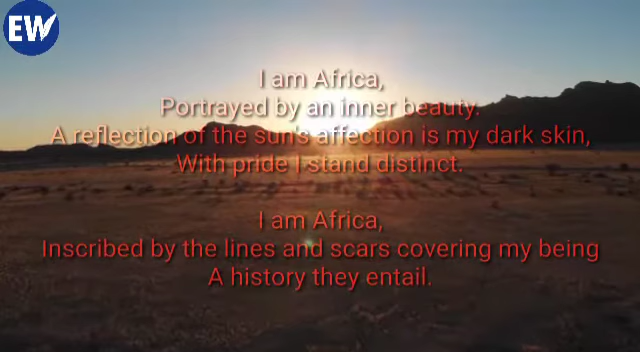 EW
I am Africa,
Portrayed by an inner beauty.
A reflection of the sun's affection is my dark skin,
With pride I stand distinct.
I am Africa,
Inscribed by the lines and scars covering my being
A history they entail.